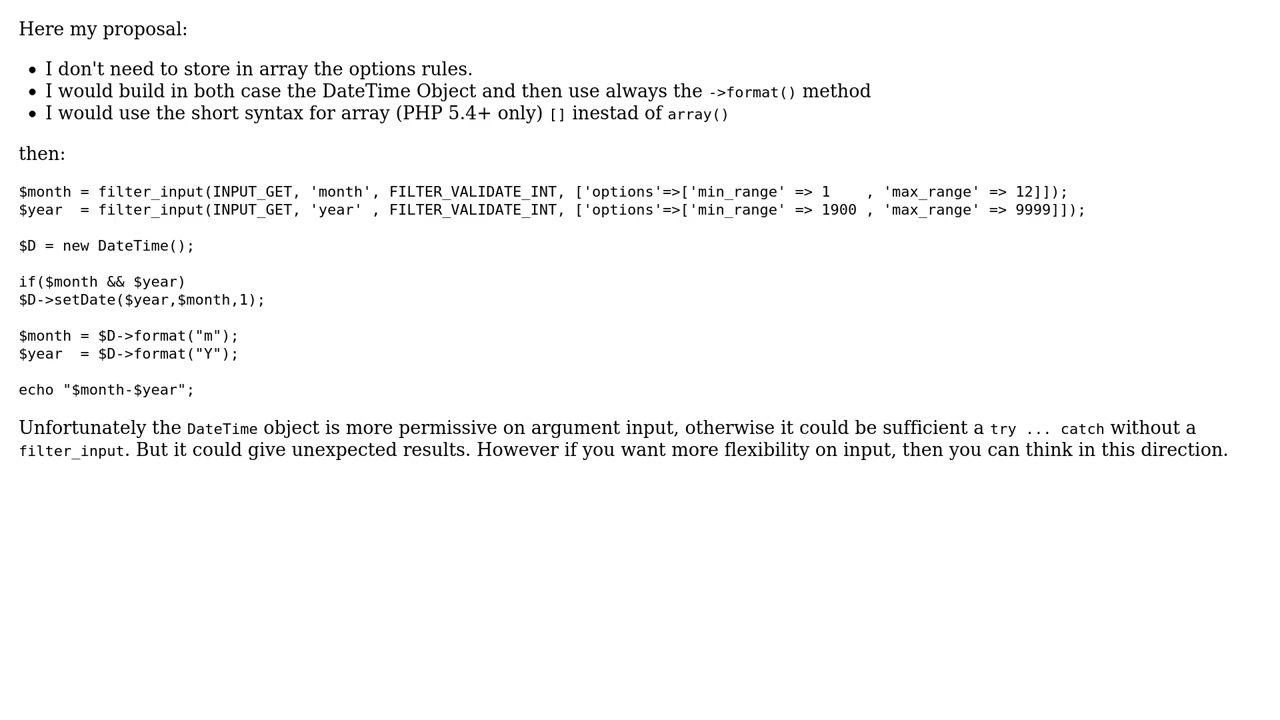 Here my proposal:
• I don't need to store in array the options rules.
• I would build in both case the DateTime Object and then use always the ->format() method
• I would use the short syntax for array (PHP 5.4+ only) [] inestad of array()
then:
$month = filter_input(INPUT_GET, 'month', FILTER_VALIDATE_INT, ['options'=>['min_range' => 1    , 'max_range' => 12]]);
$year  = filter_input(INPUT_GET, 'year' , FILTER_VALIDATE_INT, ['options'=>['min_range' => 1900 , 'max_range' => 9999]]);
$D = new DateTime();
if($month && $year)
$D->setDate($year,$month,1);
$month = $D->format("m");
$year  = $D->format("Y");
echo "$month-$year";
Unfortunately the DateTime object is more permissive on argument input, otherwise it could be sufficient a try ... catch without a
filter_input. But it could give unexpected results. However if you want more flexibility on input, then you can think in this direction.